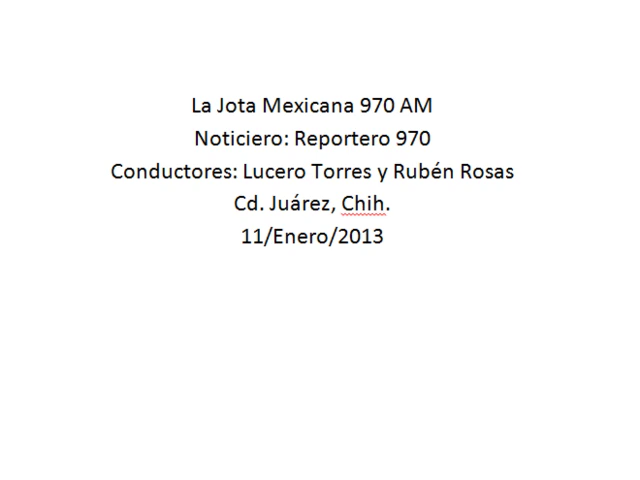 La Jota Mexicana 970 AM
Noticiero: Reportero 970
Conductores: Lucero Torres y Rubén Rosas
Cd. Juárez, Chih.
11/Enero/2013